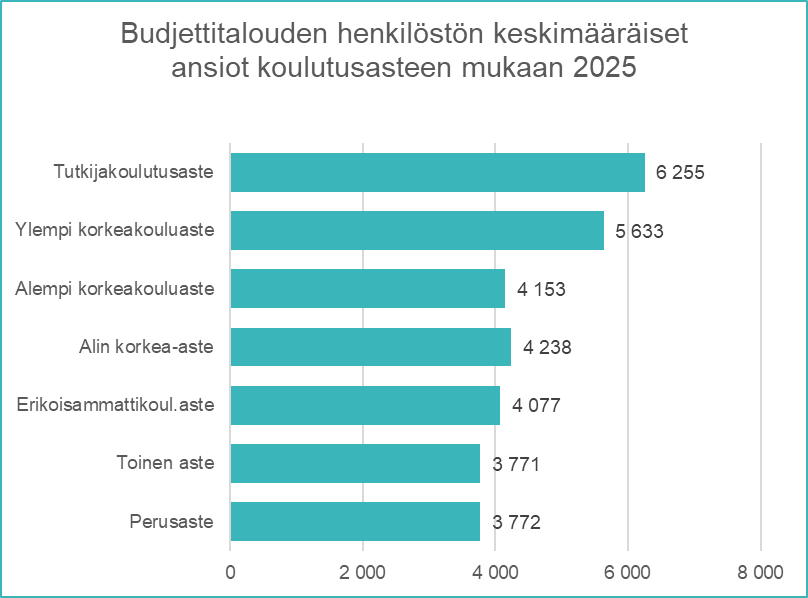 Budjettitalouden henkilöstön keskimääräiset
ansiot koulutusasteen mukaan 2025
Tutkijakoulutusaste 6 255
Ylempi korkeakouluaste 5 633
Alempi korkeakouluaste 4 153
Alin korkea-aste 4 238
Erikoisammattikoul.aste 4 077
Toinen aste 3 771
Perusaste 3 772
0 2 000 4 000 6 000 8 000